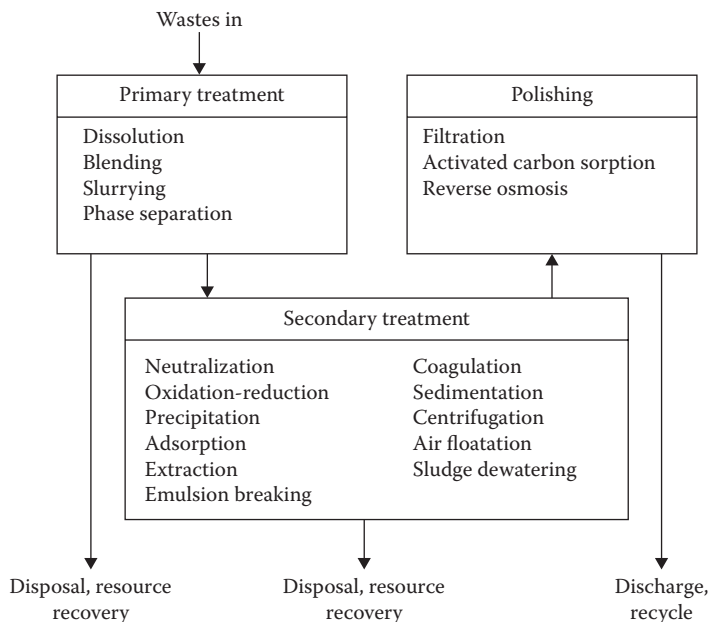 Wastes in
Primary treatment
Dissolution
Blending
Slurrying
Phase separation
Polishing
Filtration
Activated carbon sorption
Reverse osmosis
Secondary treatment
Neutralization
Oxidation-reduction
Precipitation
Adsorption
Extraction
Emulsion breaking
Coagulation
Sedimentation
Centrifugation
Air floatation
Sludge dewatering
Disposal, resource
recovery
Disposal, resource
recovery
Discharge,
recycle